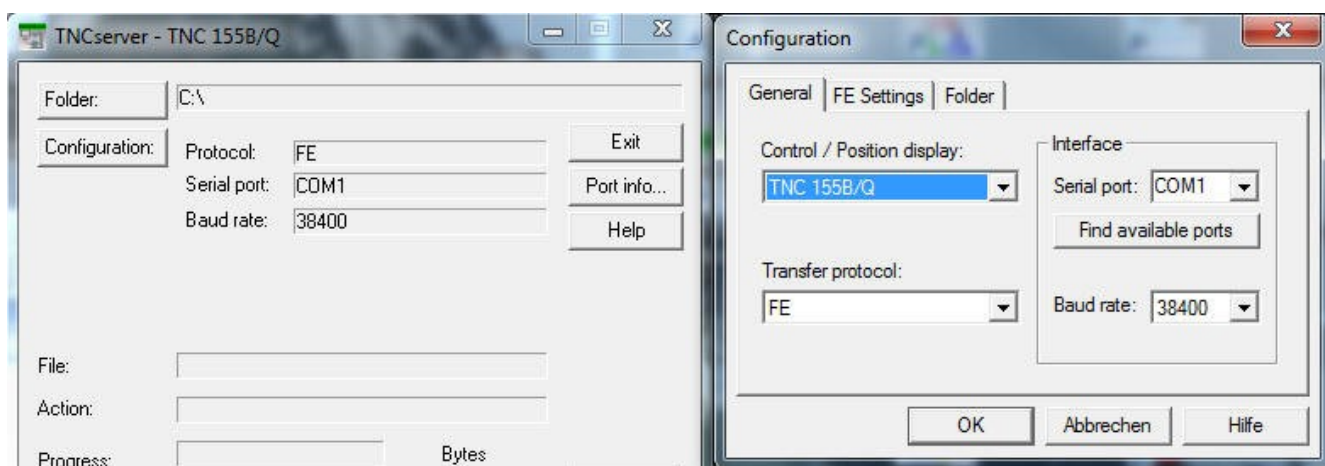 TNCserver - TNC 155B/Q
Folder:
C:\
Configuration:
Protocol:
FE
Serial port:
COM1
Baud rate:
38400
Exit
Port info...
Help
File:
Action:
Progress:
Bytes
Configuration
General
FE Settings
Folder
Control / Position display:
TNC 155B/Q
Transfer protocol:
FE
Interface
Serial port:
COM1
Find available ports
Baud rate:
38400
OK
Abbrechen
Hilfe